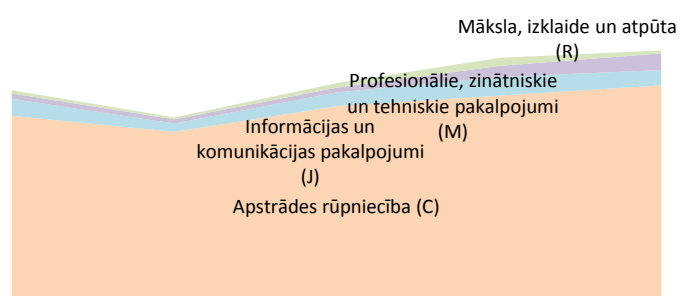 Māksla, izklaide un atpūta
(R)
Profesionālie, zinātniskie
un tehniskie pakalpojumi
(M)
Informācijas un
komunikācijas pakalpojumi
(J)
Apstrādes rūpniecība (C)